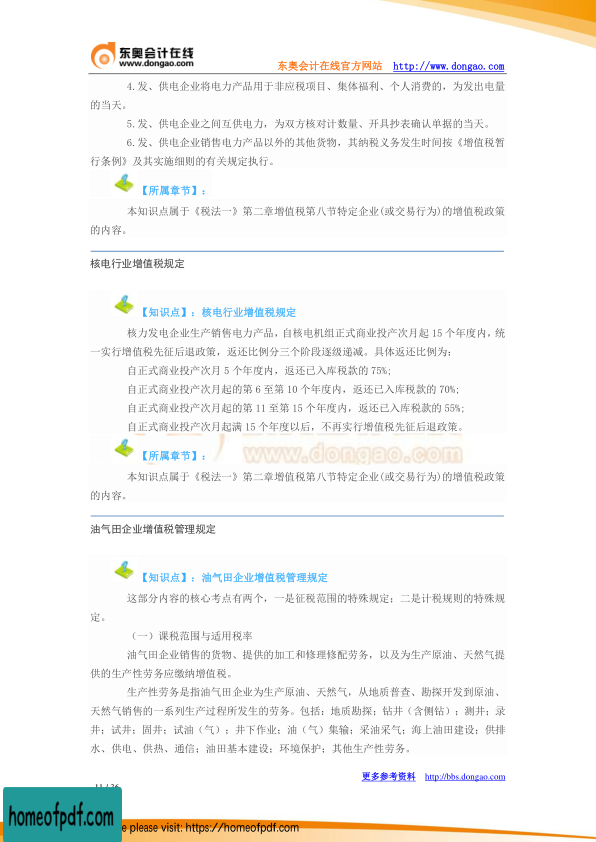 东奥会计在线
www.dongao.com
东奥会计在线官方网站 http://www.dongao.com
4.发、供电企业将电力产品用于非应税项目、集体福利、个人消费的，为发出电量
的当天。
5.发、供电企业之间互供电力，为双方核对计数量、开具抄表确认单据的当天。
6.发、供电企业销售电力产品以外的其他货物，其纳税义务发生时间按《增值税暂
行条例》及其实施细则的有关规定执行。
【所属章节】：
本知识点属于《税法一》第二章增值税第八节特定企业(或交易行为)的增值税政策
的内容。
核电行业增值税规定
【知识点】：核电行业增值税规定
核力发电企业生产销售电力产品，自核电机组正式商业投产次月起 15 个年度内，统
一实行增值税先征后退政策，返还比例分三个阶段逐级递减。具体返还比例为：
自正式商业投产次月 5 个年度内，返还已入库税款的 75%;
自正式商业投产次月起的第 6 至第 10 个年度内，返还已入库税款的 70%;
自正式商业投产次月起的第 11 至第 15 个年度内，返还已入库税款的 55%;
自正式商业投产次月起满 15 个年度以后，不再实行增值税先征后退政策。
www.dongao.com
【所属章节】：
本知识点属于《税法一》第二章增值税第八节特定企业(或交易行为)的增值税政策
的内容。
油气田企业增值税管理规定
【知识点】：油气田企业增值税管理规定
这部分内容的核心考点有两个，一是征税范围的特殊规定；二是计税规则的特殊规
定。
（一）课税范围与适用税率
油气田企业销售的货物、提供的加工和修理修配劳务，以及为生产原油、天然气提
供的生产性劳务应缴纳增值税。
生产性劳务是指油气田企业为生产原油、天然气，从地质普查、勘探开发到原油、
天然气销售的一系列生产过程所发生的劳务。包括：地质勘探；钻井（含侧钻）；测井；录
井；试井；固井；试油（气）；井下作业；油（气）集输；采油采气；海上油田建设；供排
水、供电、供热、通信；油田基本建设；环境保护；其他生产性劳务。
更多参考资料 http://bbs.dongao.com
11 / 26
homeofpdf.com
e please visit: https://homeofpdf.com